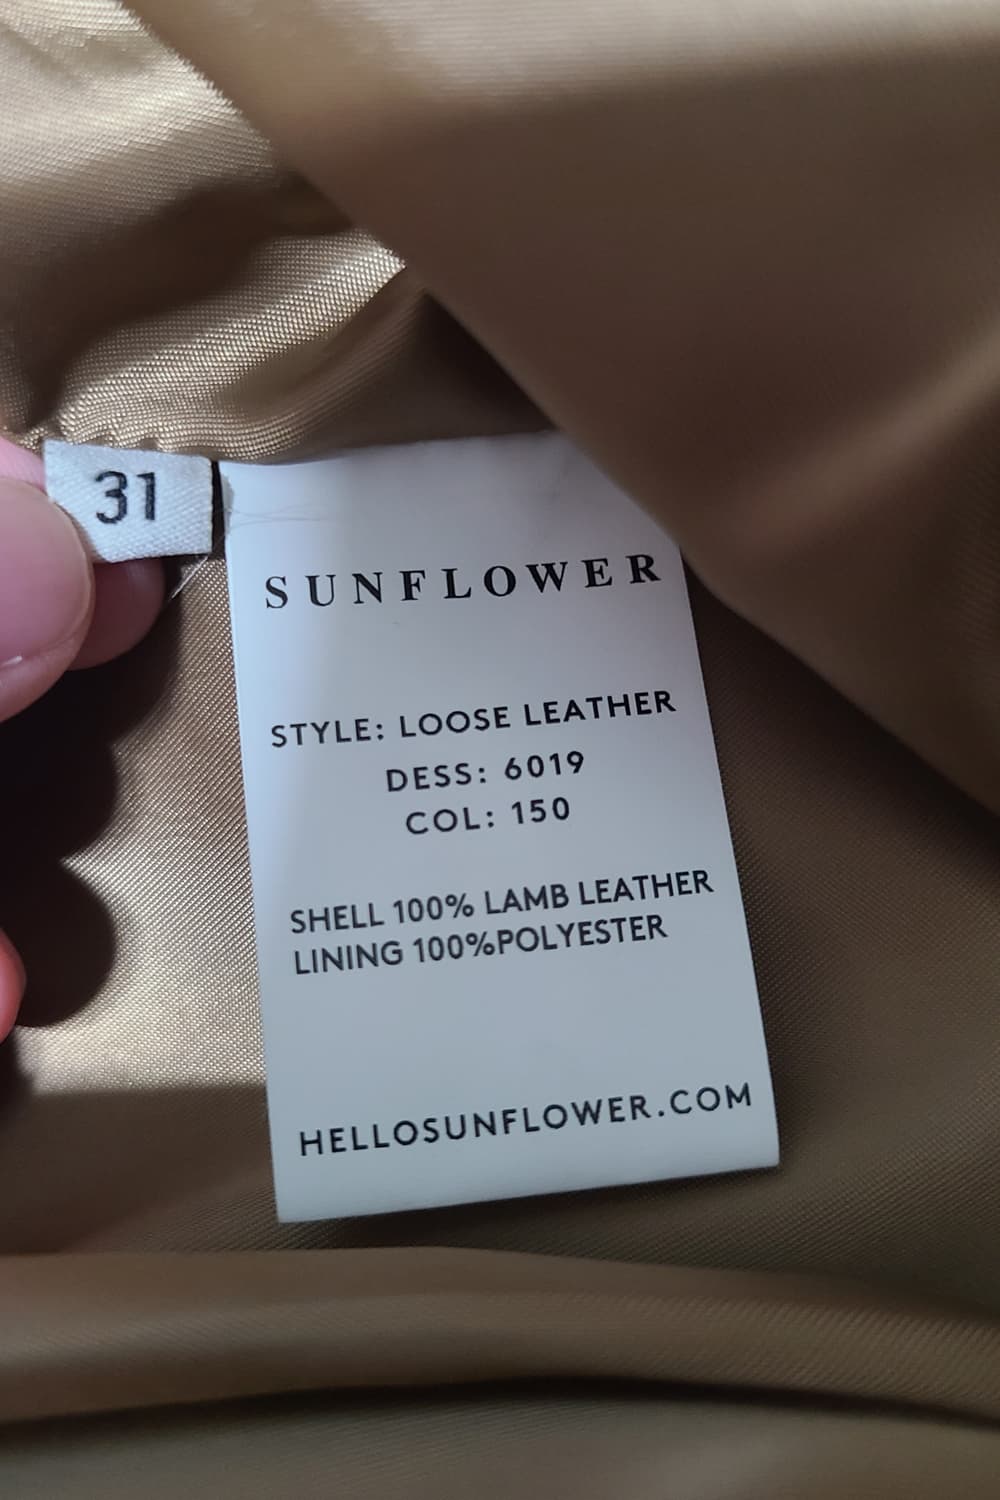 31
SUNFLOWER
STYLE: LOOSE LEATHER
DESS: 6019
COL: 150
SHELL 100% LAMB LEATHER
LINING 100%POLYESTER
HELLOSUNFLOWER.COM